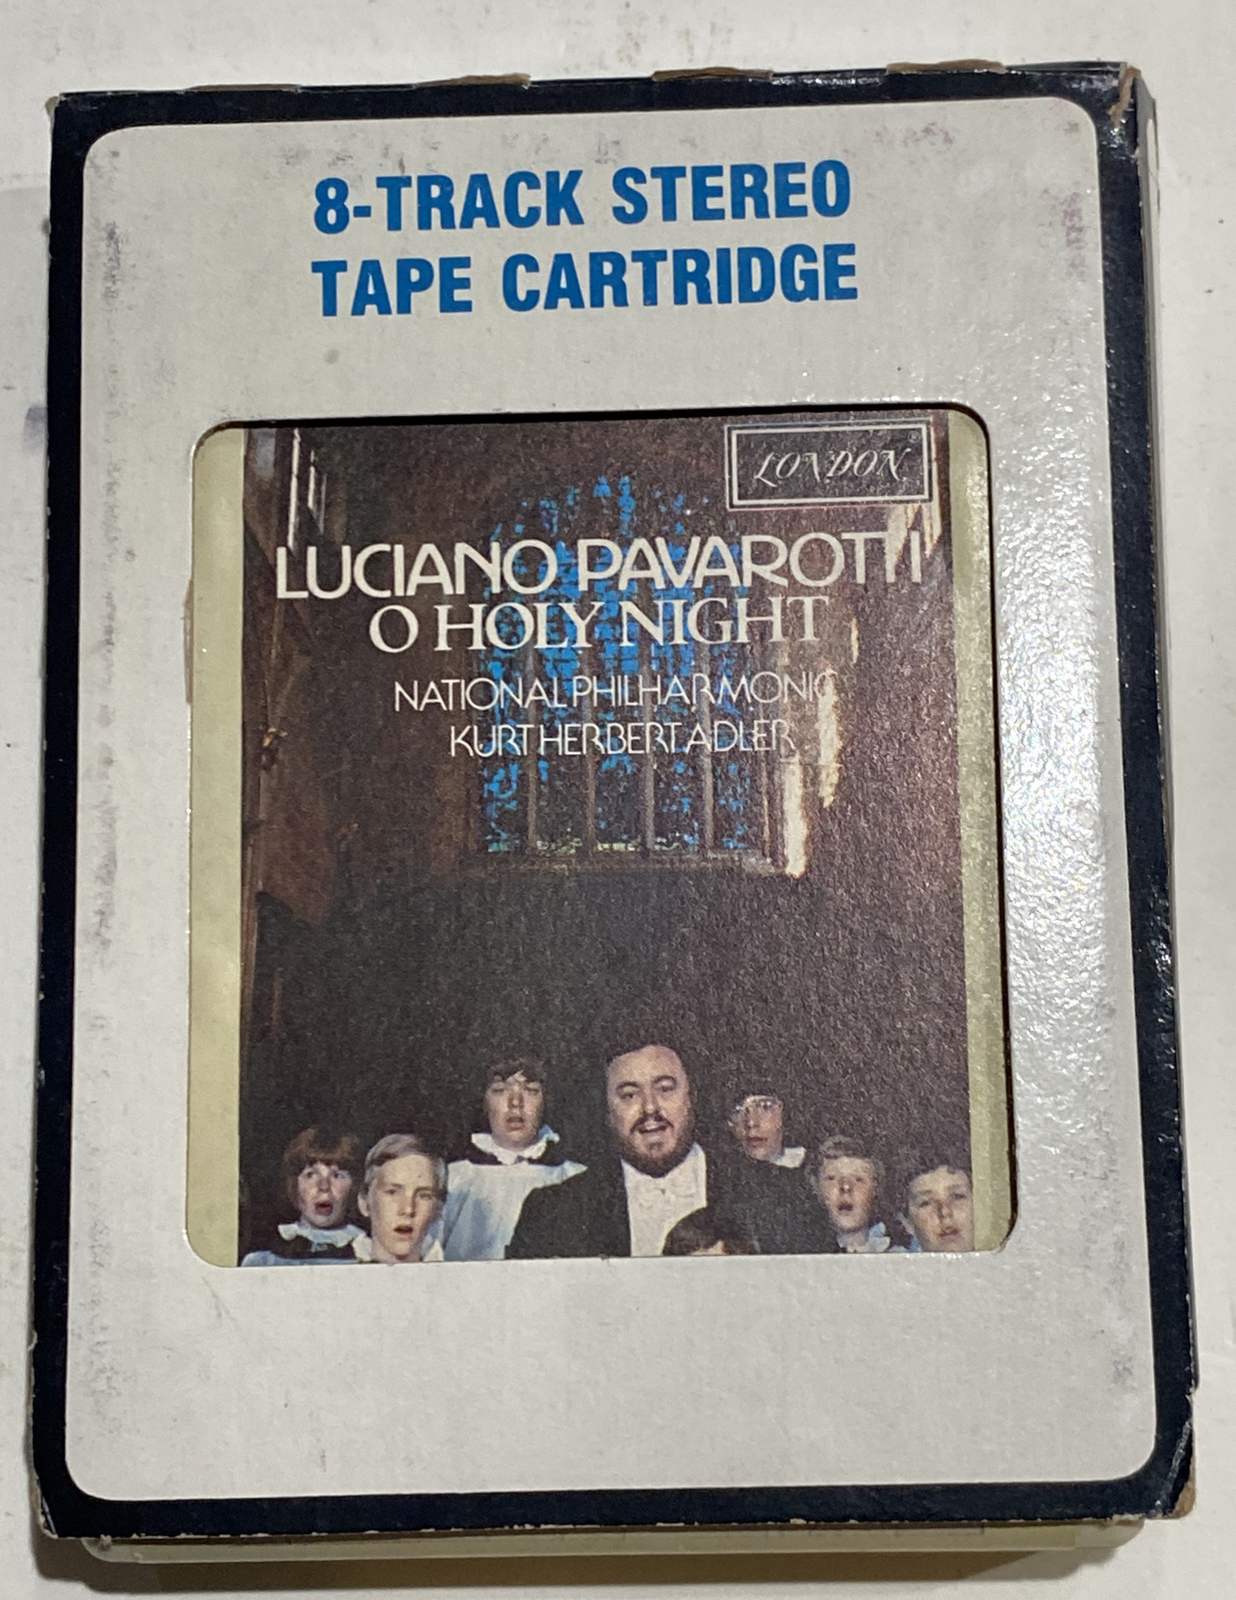 8-TRACK STEREO
TAPE CARTRIDGE
LONDON®
LUCIANO PAVAROTTI
O HOLY NIGHT
NATIONAL PHILHARMONIC
KURT HERBERT ADLER